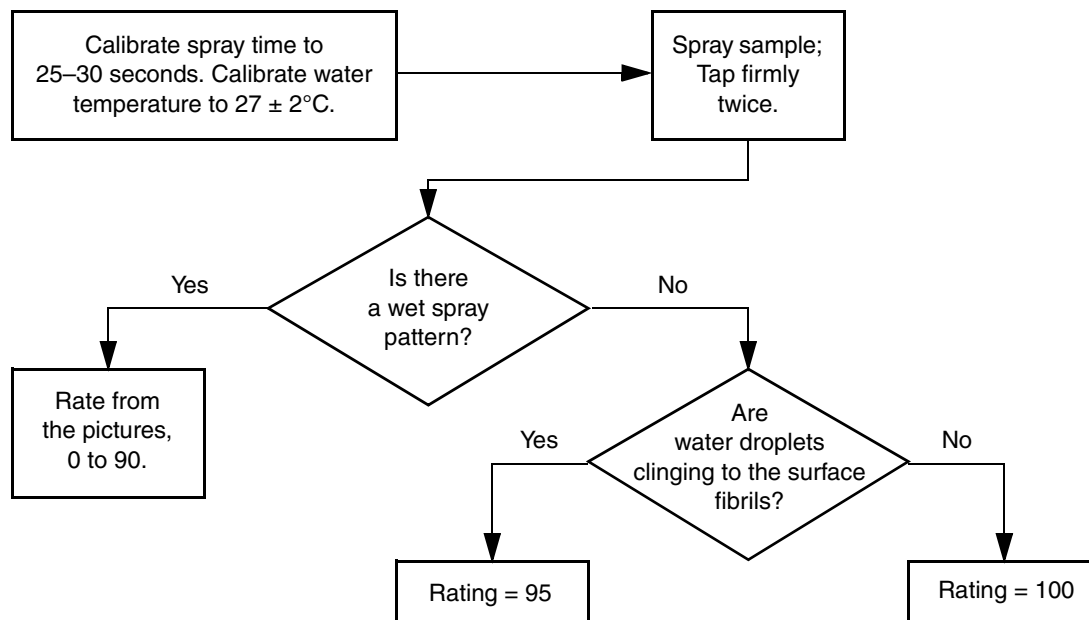 Calibrate spray time to
25–30 seconds. Calibrate water
temperature to 27 ± 2°C.
Spray sample;
Tap firmly
twice.
Is there
a wet spray
pattern?
Yes
No
Rate from
the pictures,
0 to 90.
Are
water droplets
clinging to the surface
fibrils?
Yes
No
Rating = 95
Rating = 100